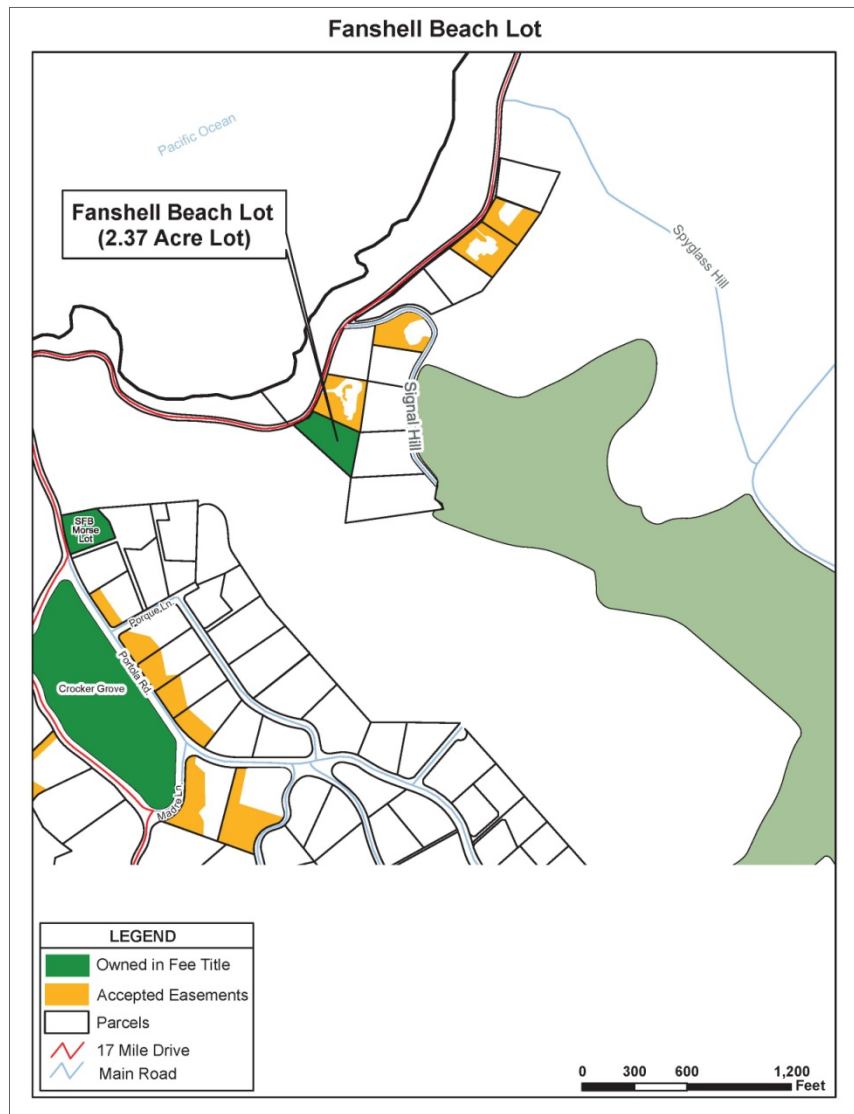 Fanshell Beach Lot
Pacific Ocean
Fanshell Beach Lot
(2.37 Acre Lot)
Spyglass Hill
Signal Hill
SFB
Morse
Lot
Porque Ln.
Portola Rd.
Crocker Grove
Madre Ln.
LEGEND
Owned in Fee Title
Accepted Easements
Parcels
17 Mile Drive
Main Road
0 300 600 1,200
Feet